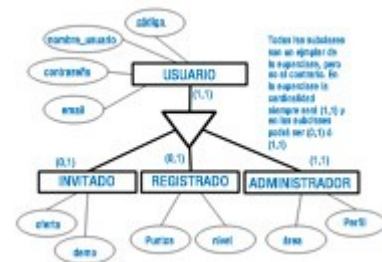 código
nombre_usuario
contraseña
email
USUARIO
(1,1)
Todas las subclases
son un ejemplar de
la superclase, pero
no al contrario. En
la superclase la
cardinalidad
siempre será (1,1) y
en las subclases
podrá ser (0,1) ó
(1,1)
(0,1)
(0,1)
(1,1)
INVITADO
REGISTRADO
ADMINISTRADOR
oferta
demo
Puntos
nivel
área
Perfil